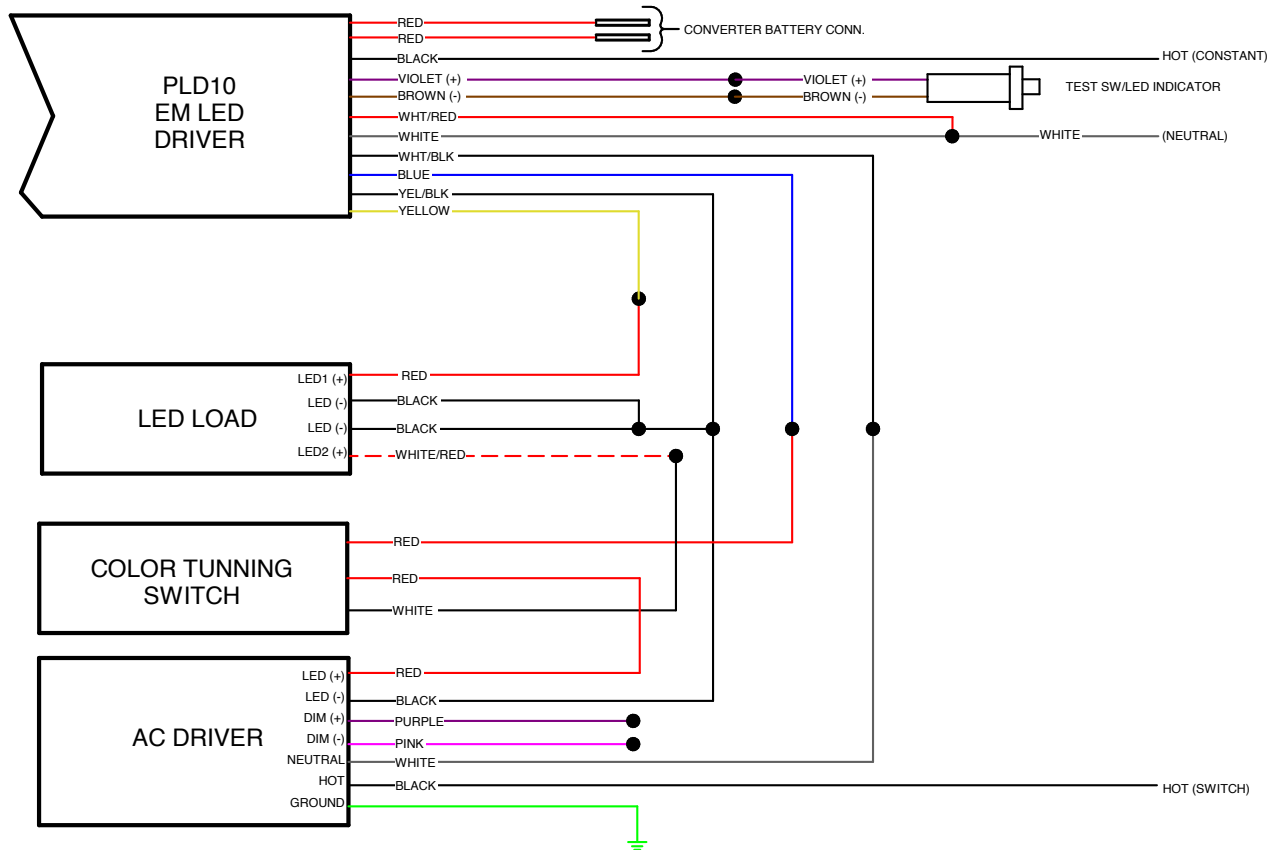 PLD10
EM LED
DRIVER
RED
RED
CONVERTER BATTERY CONN.
BLACK
HOT (CONSTANT)
VIOLET (+)
VIOLET (+)
BROWN (-)
BROWN (-)
TEST SW/LED INDICATOR
WHT/RED
WHITE
WHITE
(NEUTRAL)
WHT/BLK
BLUE
YEL/BLK
YELLOW
LED LOAD
LED1 (+)
RED
LED (-)
BLACK
LED (-)
BLACK
LED2 (+)
WHITE/RED
COLOR TUNNING
SWITCH
RED
RED
WHITE
AC DRIVER
LED (+)
RED
LED (-)
BLACK
DIM (+)
PURPLE
DIM (-)
PINK
NEUTRAL
WHITE
HOT
BLACK
HOT (SWITCH)
GROUND